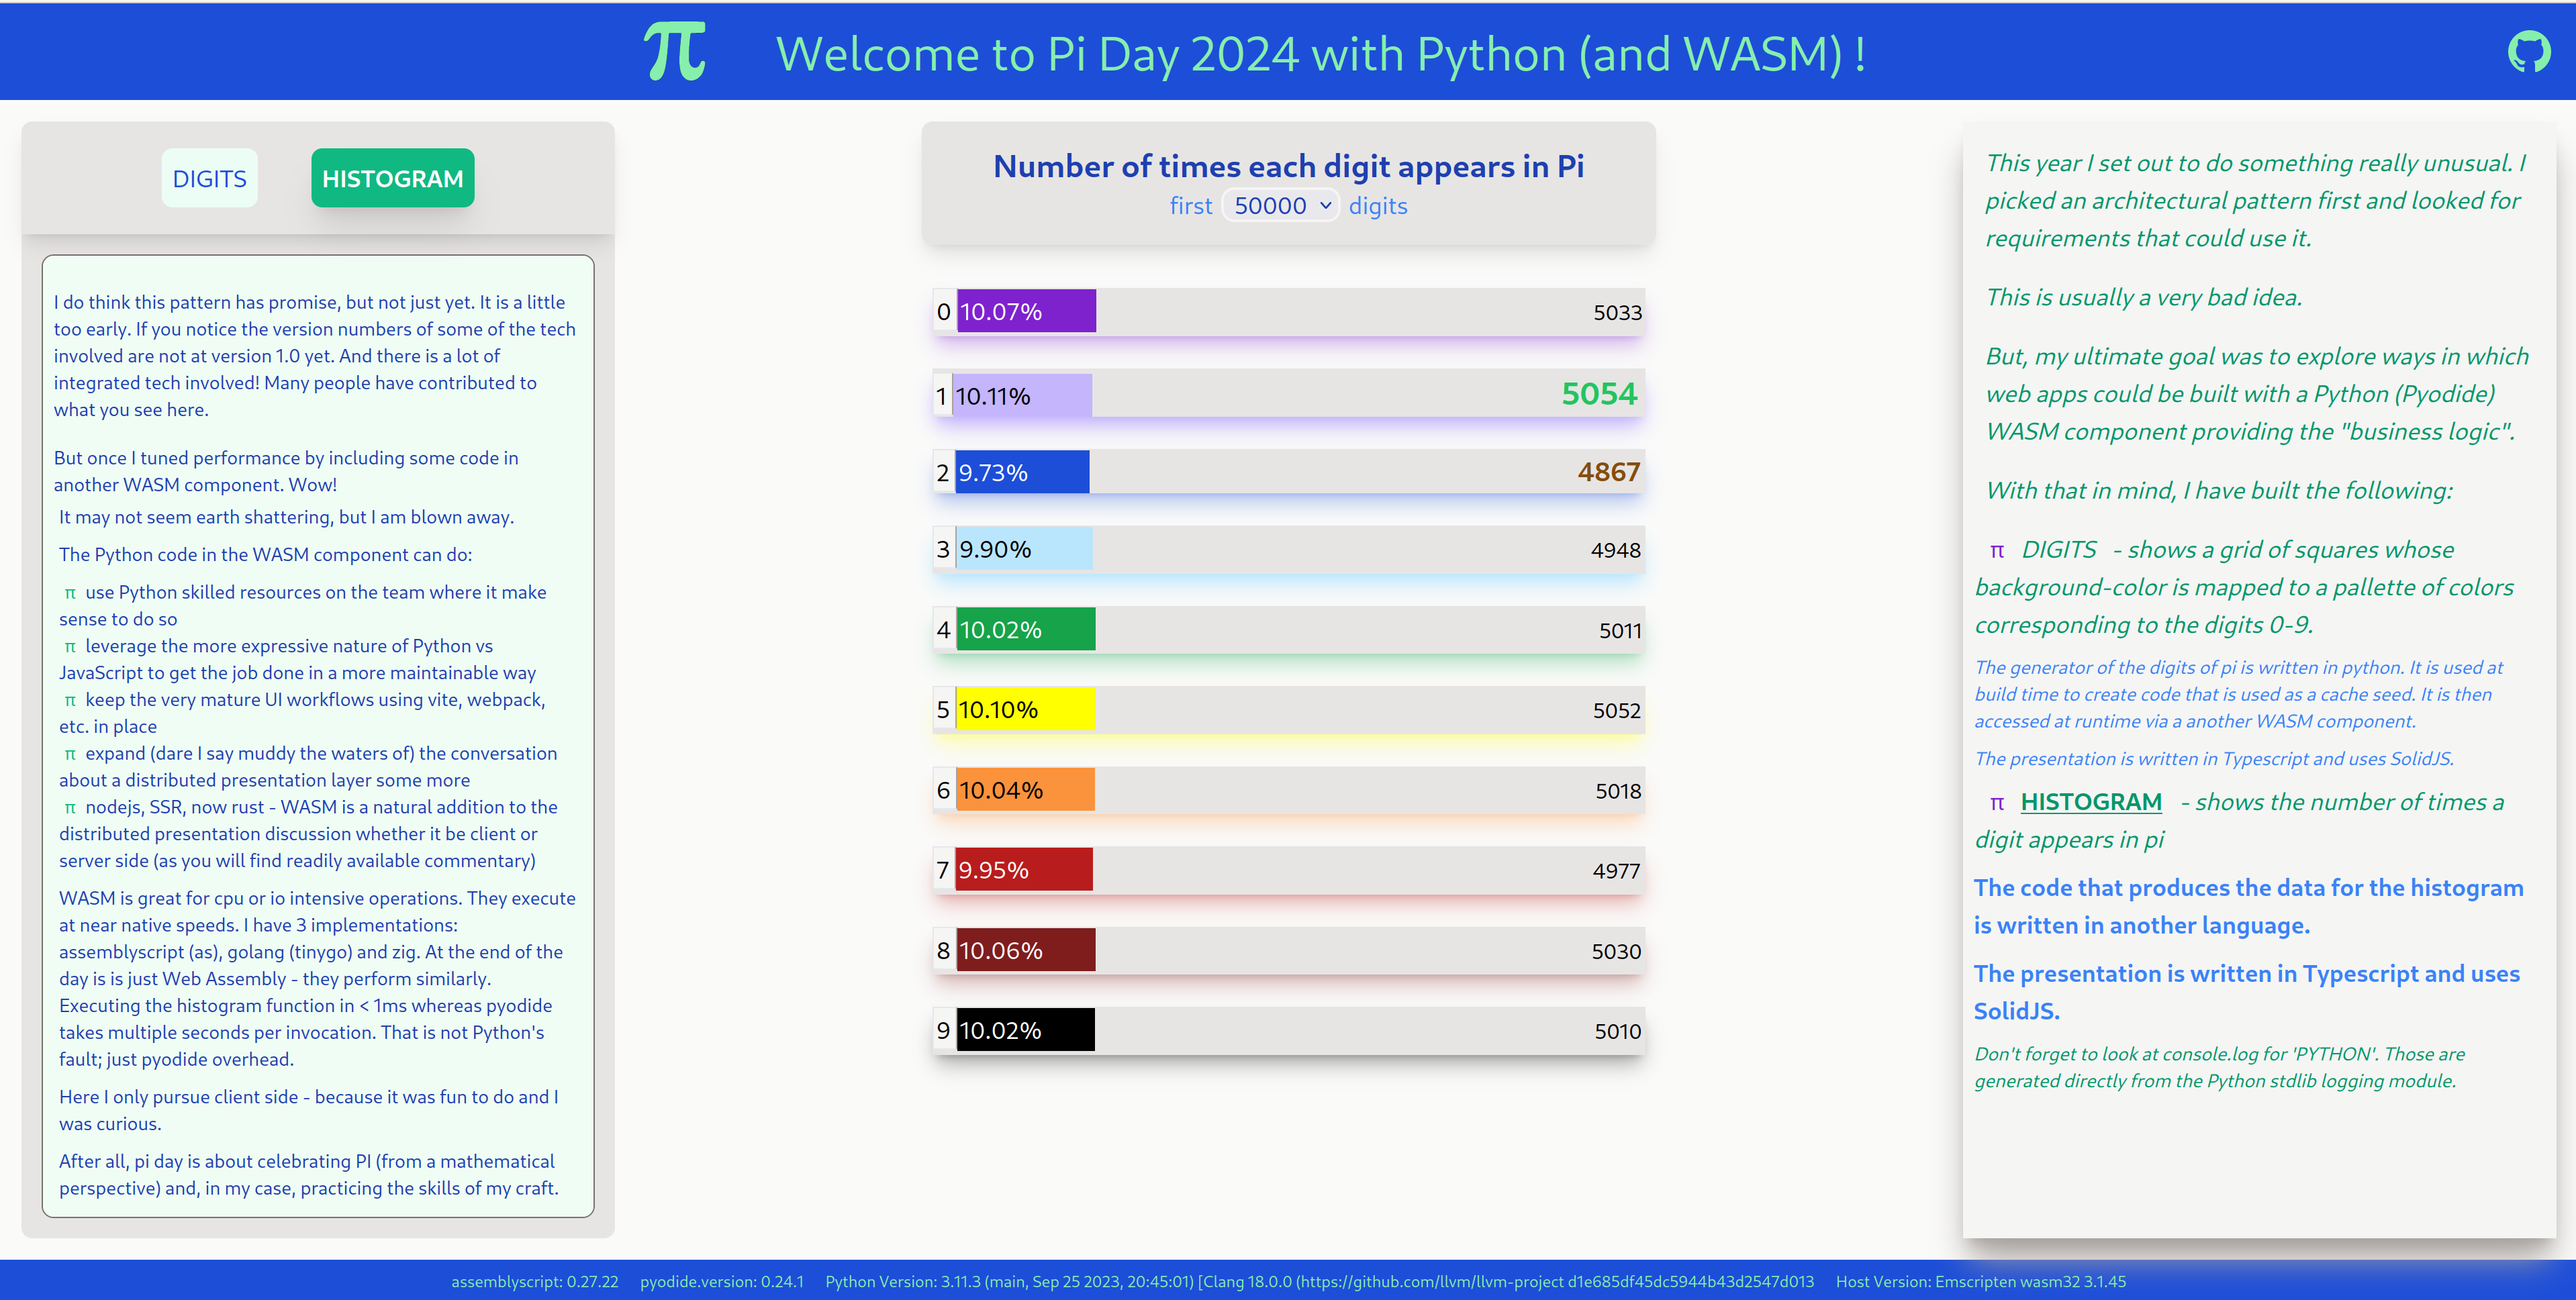 π Welcome to Pi Day 2024 with Python (and WASM) !
DIGITS HISTOGRAM
I do think this pattern has promise, but not just yet. It is a little
too early. If you notice the version numbers of some of the tech
involved are not at version 1.0 yet. And there is a lot of
integrated tech involved! Many people have contributed to
what you see here.
But once I tuned performance by including some code in
another WASM component. Wow!
It may not seem earth shattering, but I am blown away.
The Python code in the WASM component can do:
π use Python skilled resources on the team where it make
sense to do so
π leverage the more expressive nature of Python vs
JavaScript to get the job done in a more maintainable way
π keep the very mature UI workflows using vite, webpack,
etc. in place
π expand (dare I say muddy the waters of) the conversation
about a distributed presentation layer some more
π nodejs, SSR, now rust - WASM is a natural addition to the
distributed presentation discussion whether it be client or
server side (as you will find readily available commentary)
WASM is great for cpu or io intensive operations. They execute
at near native speeds. I have 3 implementations:
assemblyscript (as), golang (tinygo) and zig. At the end of the
day is is just Web Assembly - they perform similarly.
Executing the histogram function in < 1ms whereas pyodide
takes multiple seconds per invocation. That is not Python's
fault; just pyodide overhead.
Here I only pursue client side - because it was fun to do and I
was curious.
After all, pi day is about celebrating PI (from a mathematical
perspective) and, in my case, practicing the skills of my craft.
Number of times each digit appears in Pi
first 50000 digits
0 10.07% 5033
1 10.11% 5054
2 9.73% 4867
3 9.90% 4948
4 10.02% 5011
5 10.10% 5052
6 10.04% 5018
7 9.95% 4977
8 10.06% 5030
9 10.02% 5010
This year I set out to do something really unusual. I
picked an architectural pattern first and looked for
requirements that could use it.
This is usually a very bad idea.
But, my ultimate goal was to explore ways in which
web apps could be built with a Python (Pyodide)
WASM component providing the "business logic".
With that in mind, I have built the following:
π DIGITS - shows a grid of squares whose
background-color is mapped to a pallette of colors
corresponding to the digits 0-9.
The generator of the digits of pi is written in python. It is used at
build time to create code that is used as a cache seed. It is then
accessed at runtime via a another WASM component.
The presentation is written in Typescript and uses SolidJS.
π HISTOGRAM - shows the number of times a
digit appears in pi
The code that produces the data for the histogram
is written in another language.
The presentation is written in Typescript and uses
SolidJS.
Don't forget to look at console.log for 'PYTHON'. Those are
generated directly from the Python stdlib logging module.
assemblyscript: 0.27.22 pyodide.version: 0.24.1 Python Version: 3.11.3 (main, Sep 25 2023, 20:45:01) [Clang 18.0.0 (https://github.com/llvm/llvm-project d1e685df45dc5944b43d2547d013 Host Version: Emscripten wasm32 3.1.45